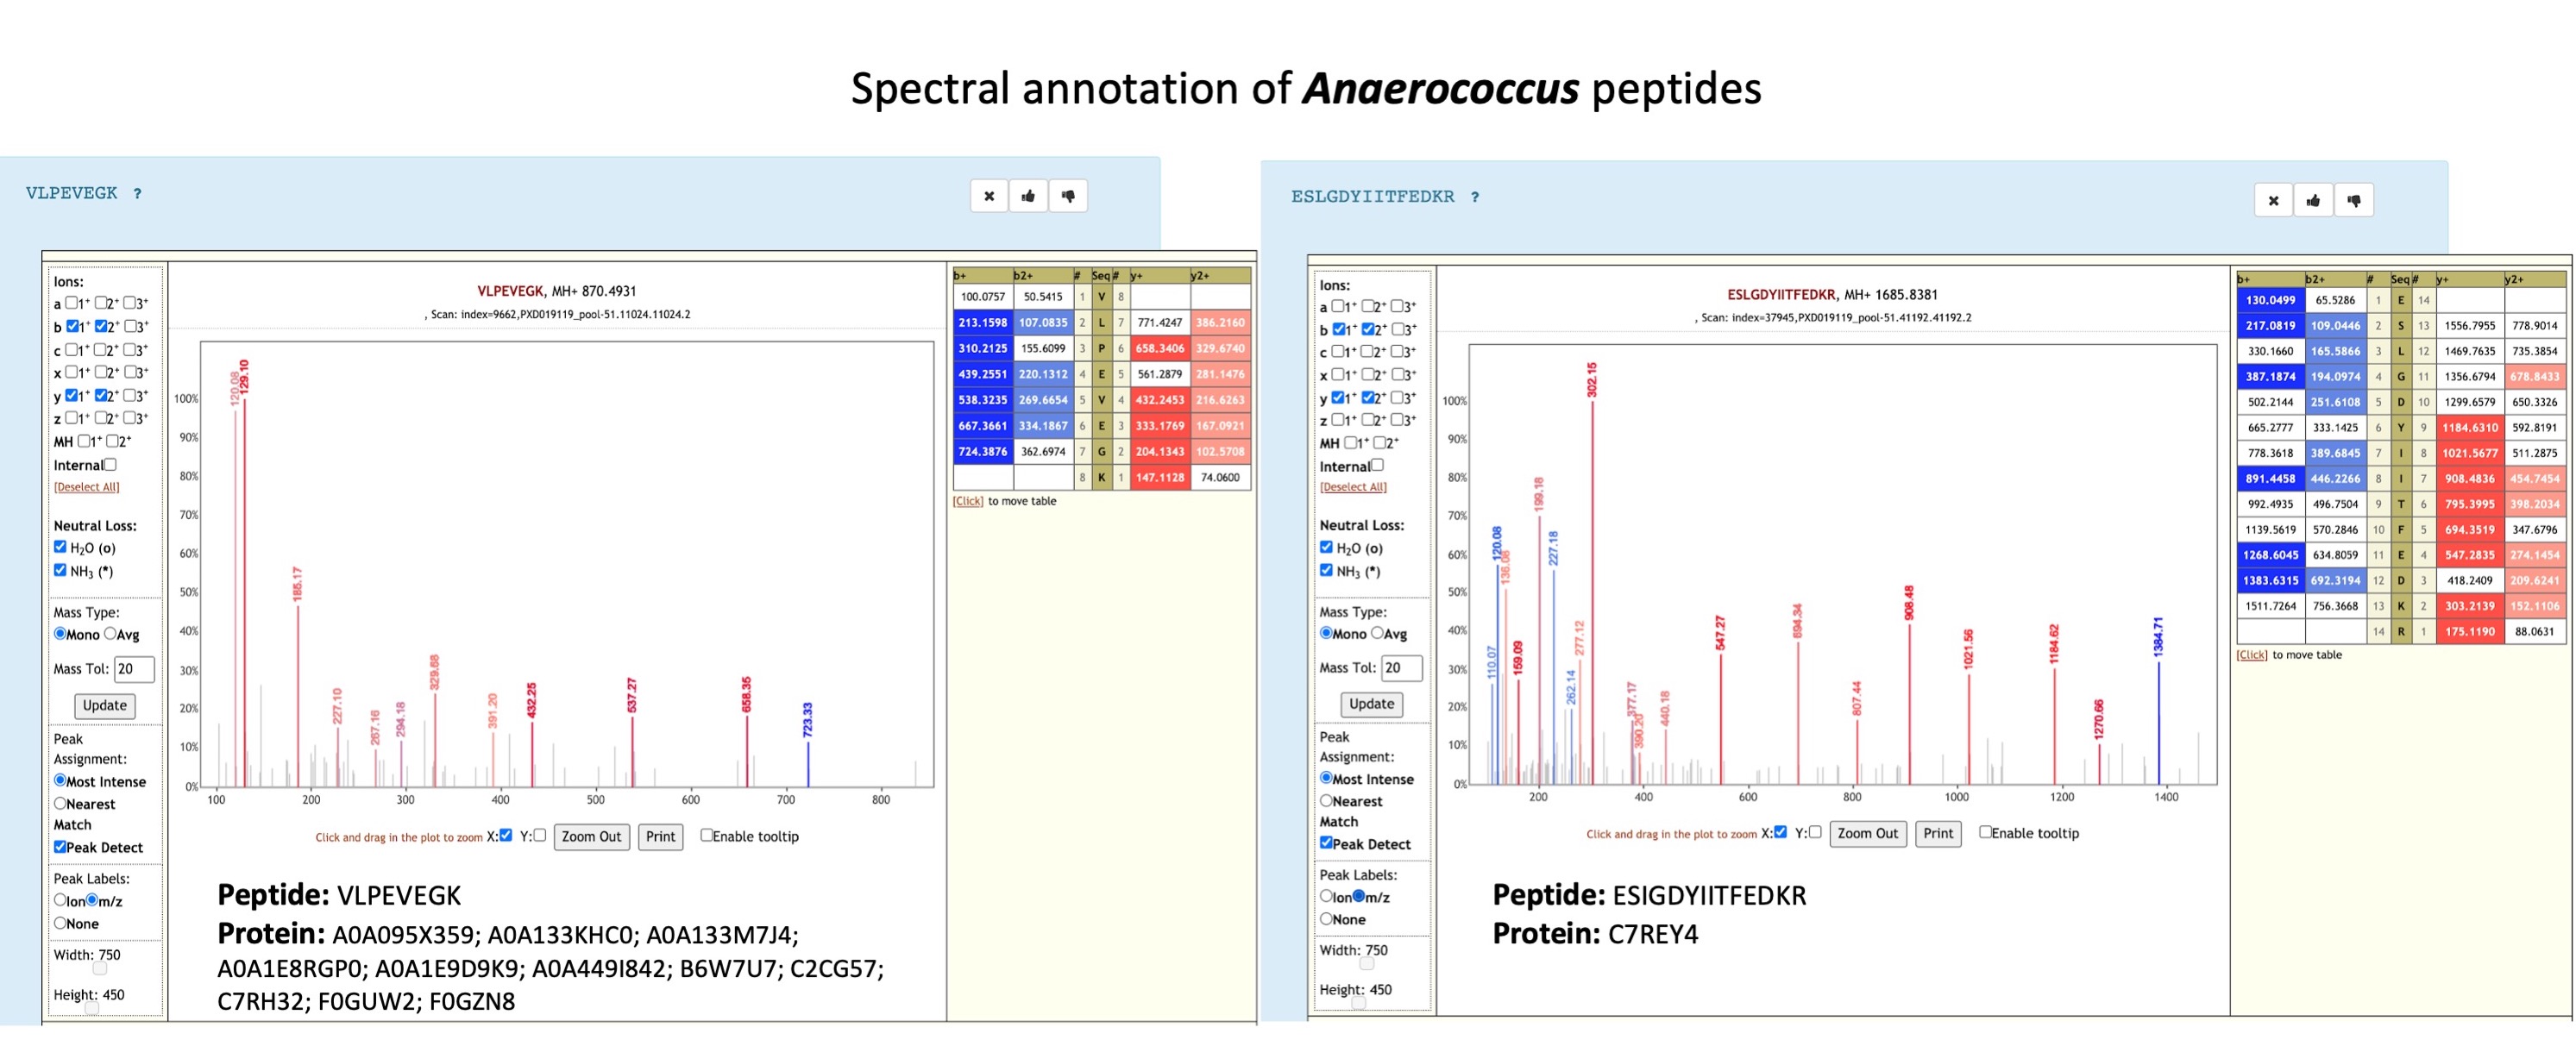 Spectral annotation of Anaerococcus peptides
VLPEVEGK ?
Ions:
a 1+ 2+ 3+
b 1+ 2+ 3+
c 1+ 2+ 3+
x 1+ 2+ 3+
y 1+ 2+ 3+
z 1+ 2+ 3+
MH 1+ 2+
Internal
[Deselect All]
Neutral Loss:
H2O (o)
NH3 (*)
Mass Type:
Mono Avg
Mass Tol: 20
Update
Peak
Assignment:
Most Intense
Nearest
Match
Peak Detect
Peak Labels:
Ion m/z
None
Width: 750
Height: 450
VLPEVEGK, MH+ 870.4931
, Scan: index=9662,PXD019119_pool-51.11024.11024.2
120.08 129.10 185.17 227.10 267.16 294.18 329.68 391.20 432.25 537.27 658.35 723.33
100%
90%
80%
70%
60%
50%
40%
30%
20%
10%
0%
100 200 300 400 500 600 700 800
Click and drag in the plot to zoom X: Y: Zoom Out Print Enable tooltip
b+ b2+ # Seq # y+ y2+
100.0757 50.5415 1 V 8
213.1598 107.0835 2 L 7 771.4247 386.2160
310.2125 155.6099 3 P 6 658.3406 329.6740
439.2551 220.1312 4 E 5 561.2879 281.1476
538.3235 269.6654 5 V 4 432.2453 216.6263
667.3661 334.1867 6 E 3 333.1769 167.0921
724.3876 362.6974 7 G 2 204.1343 102.5708
8 K 1 147.1128 74.0600
[Click] to move table
Peptide: VLPEVEGK
Protein: A0A095X359; A0A133KHC0; A0A133M7J4;
A0A1E8RGP0; A0A1E9D9K9; A0A449I842; B6W7U7; C2CG57;
C7RH32; F0GUW2; F0GZN8
ESLGDYIITFEDKR ?
Ions:
a 1+ 2+ 3+
b 1+ 2+ 3+
c 1+ 2+ 3+
x 1+ 2+ 3+
y 1+ 2+ 3+
z 1+ 2+ 3+
MH 1+ 2+
Internal
[Deselect All]
Neutral Loss:
H2O (o)
NH3 (*)
Mass Type:
Mono Avg
Mass Tol: 20
Update
Peak
Assignment:
Most Intense
Nearest
Match
Peak Detect
Peak Labels:
Ion m/z
None
Width: 750
Height: 450
ESLGDYIITFEDKR, MH+ 1685.8381
, Scan: index=37945,PXD019119_pool-51.41192.41192.2
110.07 120.08 136.08 159.09 199.18 227.18 262.14 277.12 302.15 377.17 390.20 440.18 547.27 694.34 807.44 908.48 1021.56 1184.62 1270.66 1384.71
100%
90%
80%
70%
60%
50%
40%
30%
20%
10%
0%
200 400 600 800 1000 1200 1400
Click and drag in the plot to zoom X: Y: Zoom Out Print Enable tooltip
b+ b2+ # Seq # y+ y2+
130.0499 65.5286 1 E 14
217.0819 109.0446 2 S 13 1556.7955 778.9014
330.1660 165.5866 3 L 12 1469.7635 735.3854
387.1874 194.0974 4 G 11 1356.6794 678.8433
502.2144 251.6108 5 D 10 1299.6579 650.3326
665.2777 333.1425 6 Y 9 1184.6310 592.8191
778.3618 389.6845 7 I 8 1021.5677 511.2875
891.4458 446.2266 8 I 7 908.4836 454.7454
992.4935 496.7504 9 T 6 795.3995 398.2034
1139.5619 570.2846 10 F 5 694.3519 347.6796
1268.6045 634.8059 11 E 4 547.2835 274.1454
1383.6315 692.3194 12 D 3 418.2409 209.6241
1511.7264 756.3668 13 K 2 303.2139 152.1106
14 R 1 175.1190 88.0631
[Click] to move table
Peptide: ESIGDYIITFEDKR
Protein: C7REY4